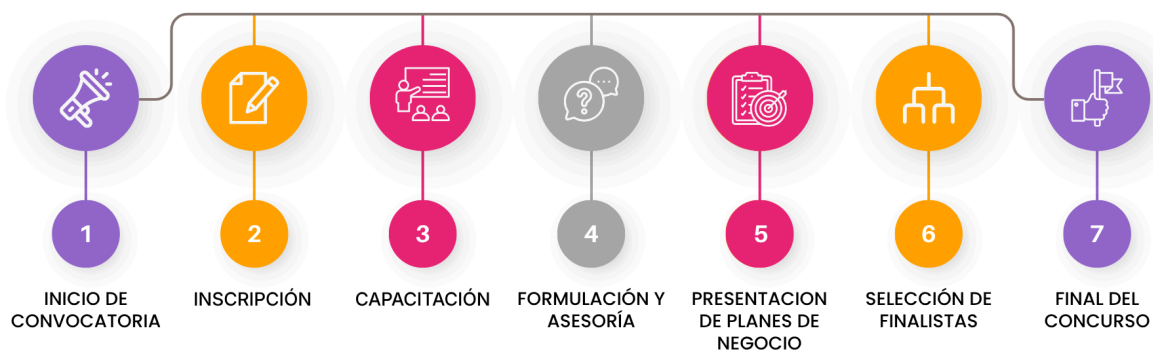 1
2
3
4
5
6
7
INICIO DE
CONVOCATORIA
INSCRIPCIÓN
CAPACITACIÓN
FORMULACIÓN Y
ASESORÍA
PRESENTACION
DE PLANES DE
NEGOCIO
SELECCIÓN DE
FINALISTAS
FINAL DEL
CONCURSO